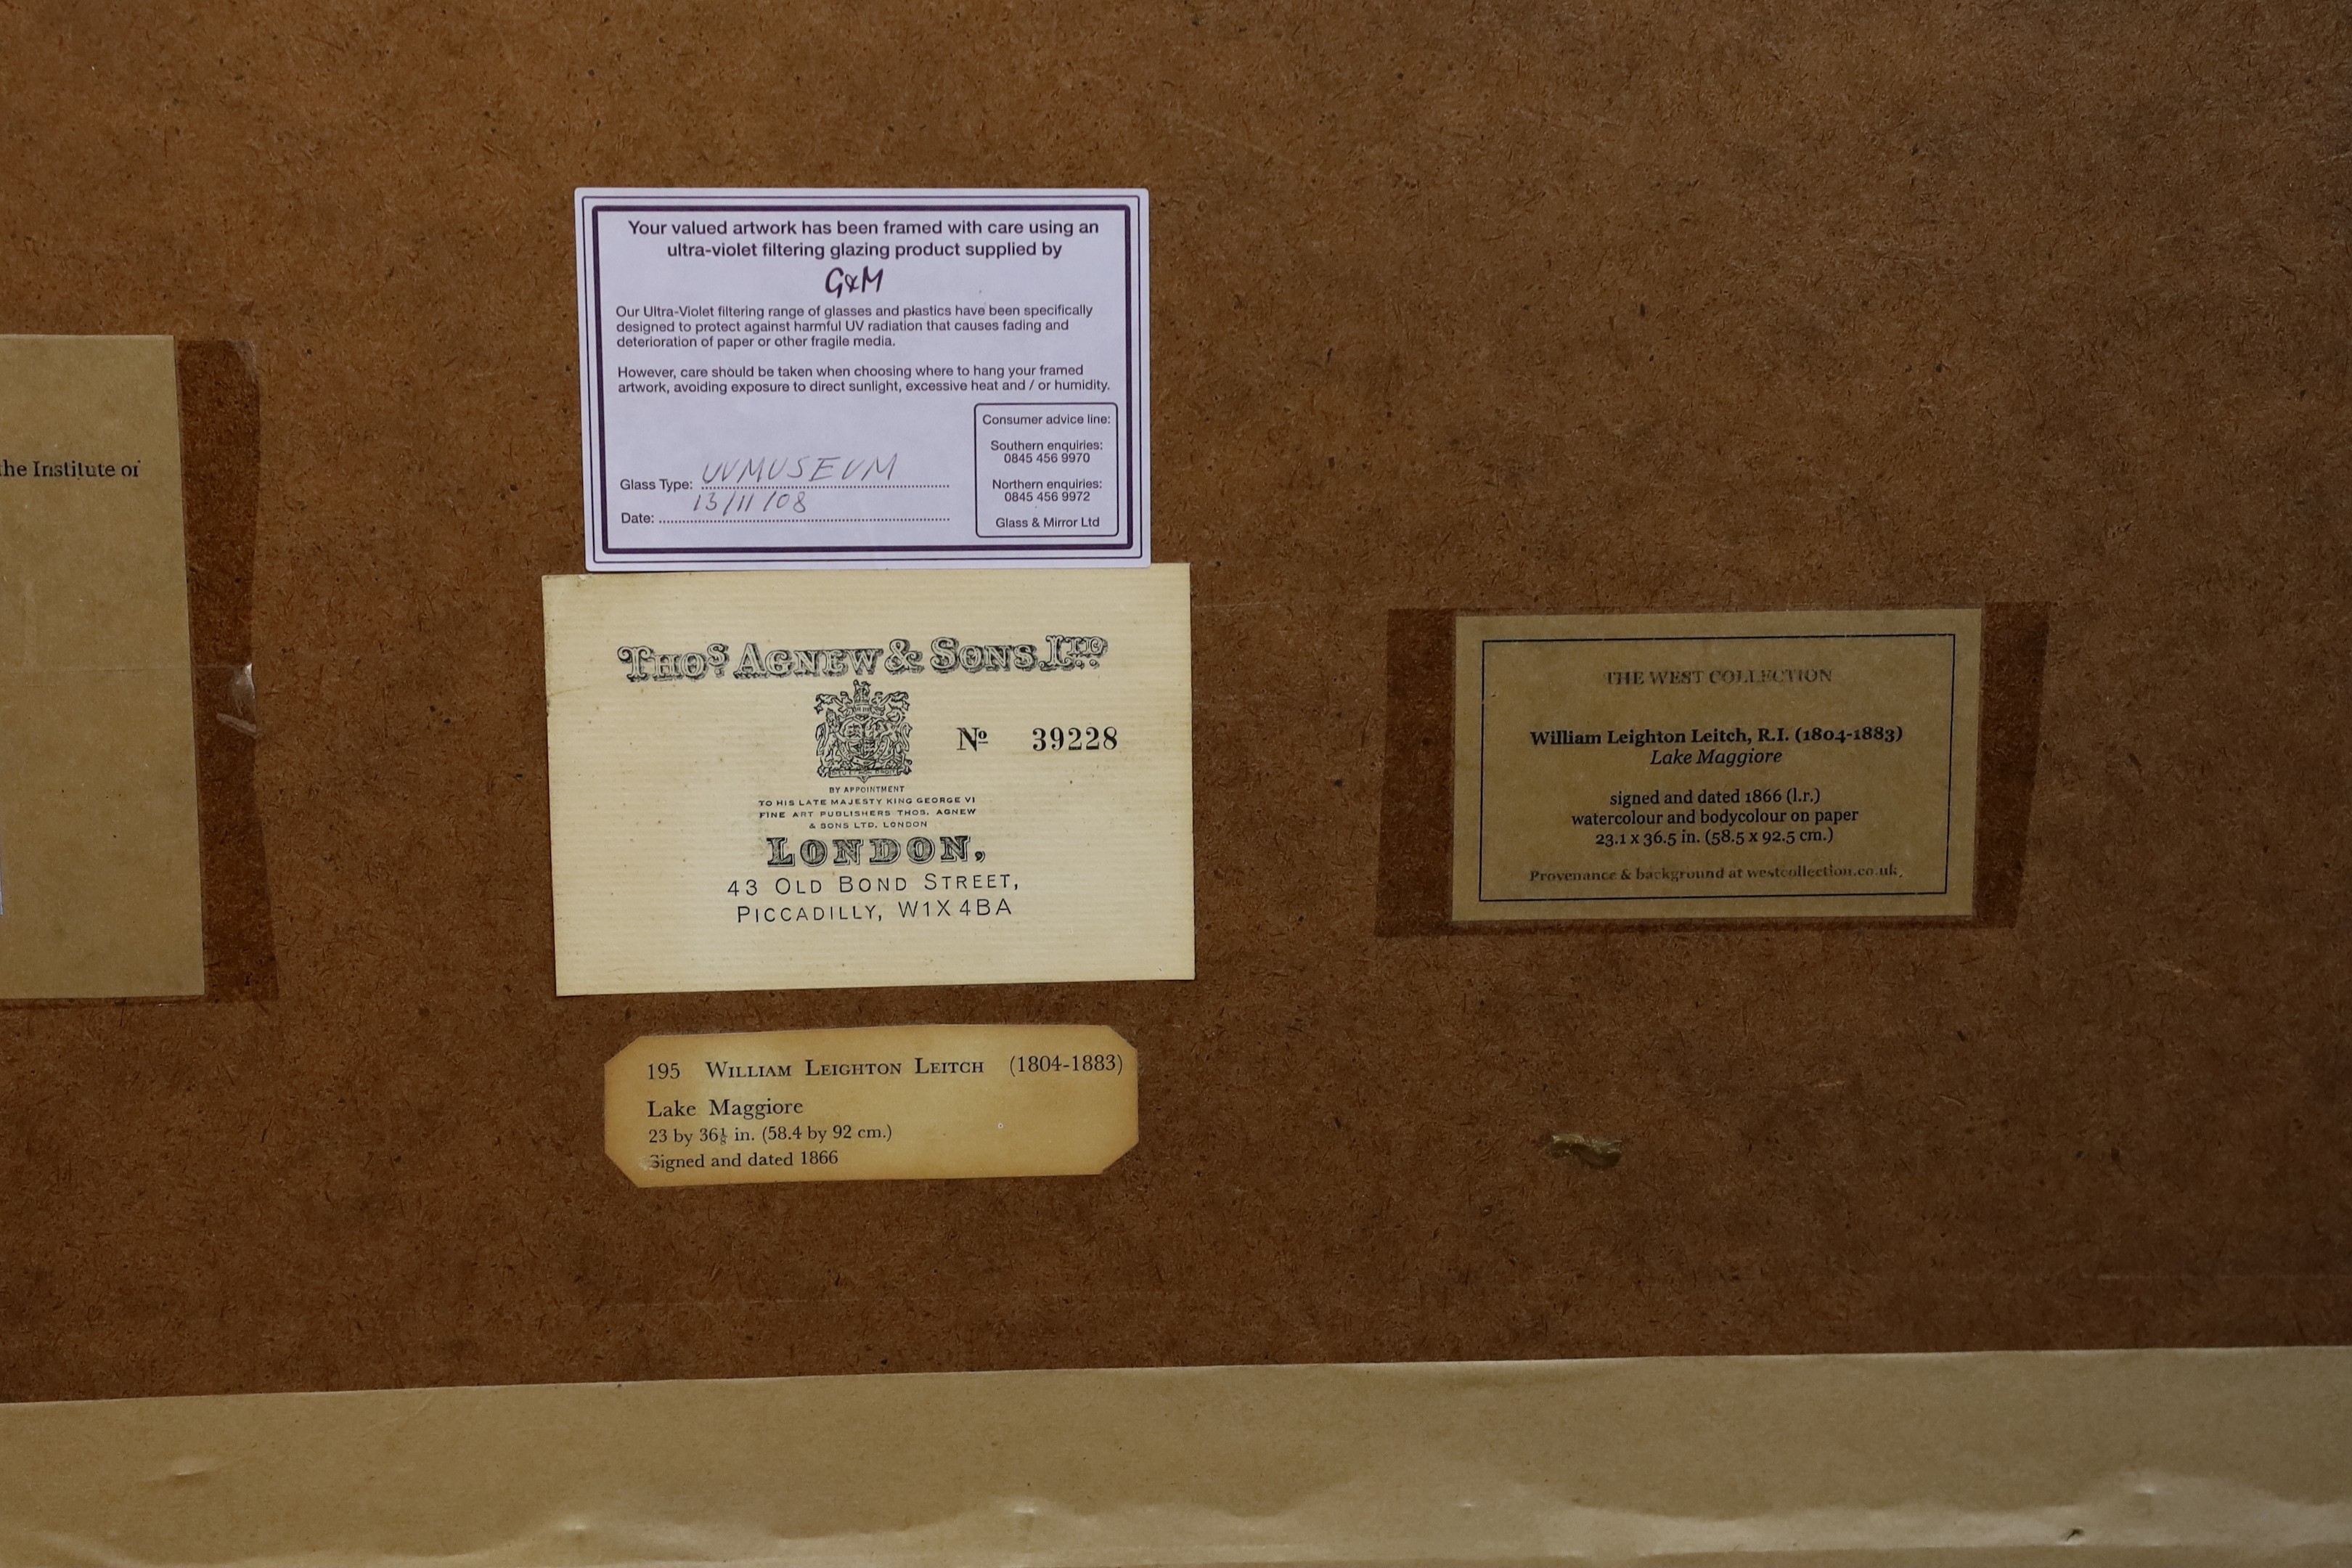 the Institute of
Your valued artwork has been framed with care using an
ultra-violet filtering glazing product supplied by
G&M
Our Ultra-Violet filtering range of glasses and plastics have been specifically
designed to protect against harmful UV radiation that causes fading and
deterioration of paper or other fragile media.
However, care should be taken when choosing where to hang your framed
artwork, avoiding exposure to direct sunlight, excessive heat and / or humidity.
Glass Type: UVMUSEUM
Date: 13/11/08
Consumer advice line:
Southern enquiries:
0845 456 9970
Northern enquiries:
0845 456 9972
Glass & Mirror Ltd
THOS AGNEW & SONS, LTD.
No 39228
BY APPOINTMENT
TO HIS LATE MAJESTY KING GEORGE VI
FINE ART PUBLISHERS THOS. AGNEW
& SONS LTD. LONDON
LONDON,
43 OLD BOND STREET,
PICCADILLY, W1X 4BA
195 WILLIAM LEIGHTON LEITCH (1804-1883)
Lake Maggiore
23 by 36⅛ in. (58.4 by 92 cm.)
Signed and dated 1866
THE WEST COLLECTION
William Leighton Leitch, R.I. (1804-1883)
Lake Maggiore
signed and dated 1866 (l.r.)
watercolour and bodycolour on paper
23.1 x 36.5 in. (58.5 x 92.5 cm.)
Provenance & background at westcollection.co.uk,